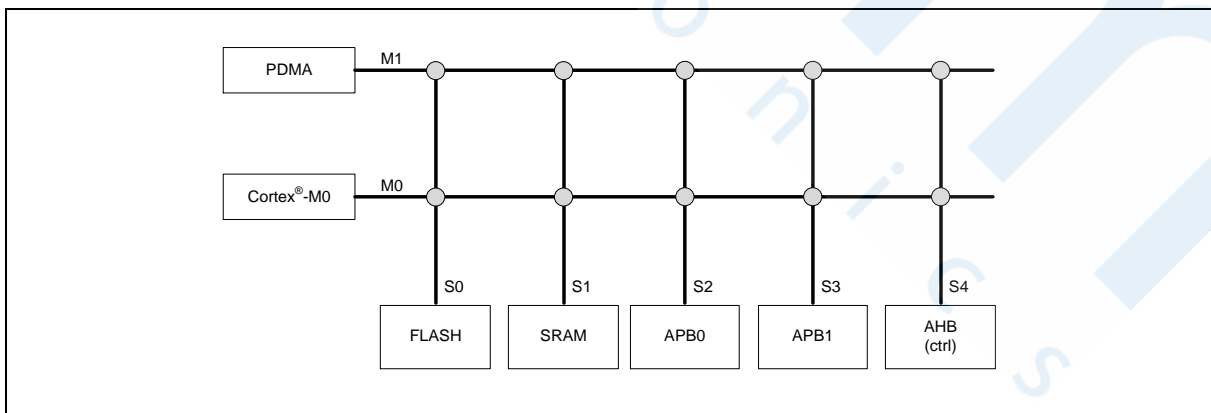 PDMA
M1
Cortex®-M0
M0
S0
S1
S2
S3
S4
FLASH
SRAM
APB0
APB1
AHB
(ctrl)
o
n
i
c
s